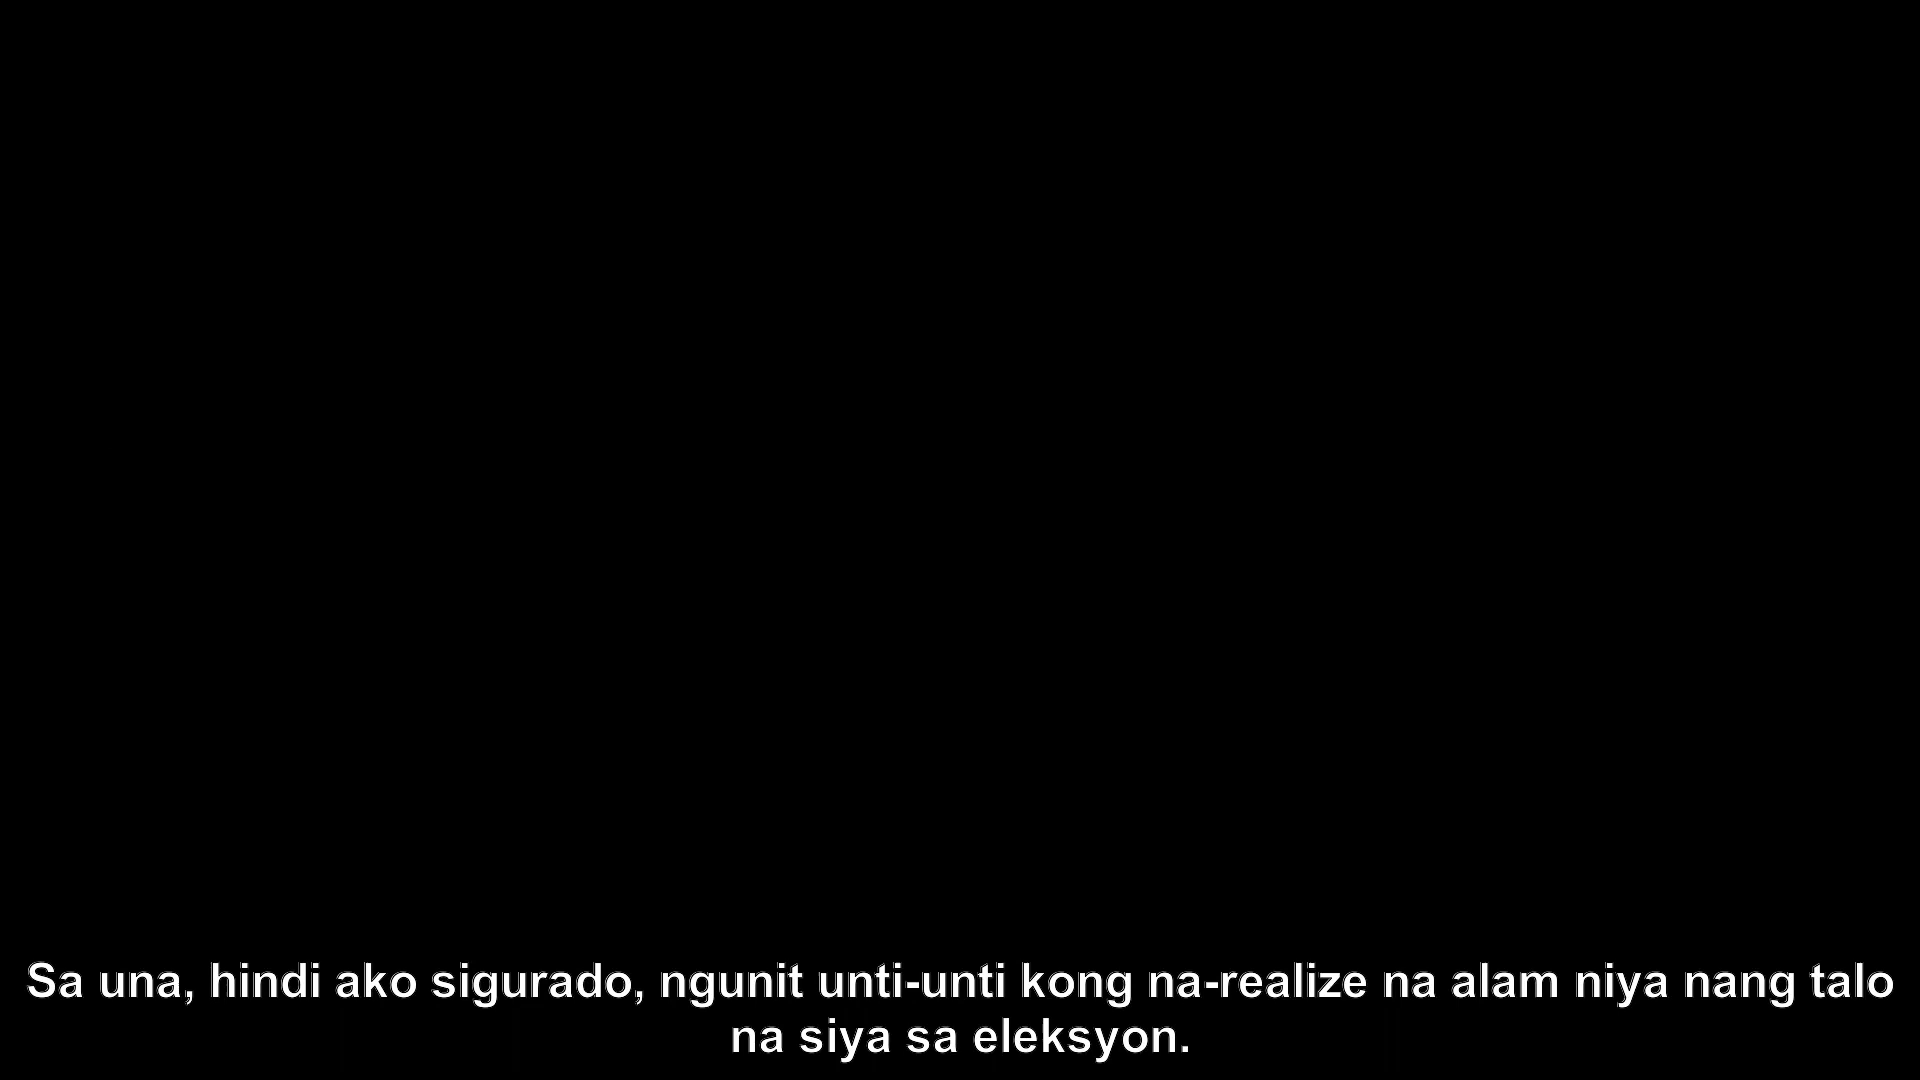 Sa una, hindi ako sigurado, ngunit unti-unti kong na-realize na alam niya nang talo
na siya sa eleksyon.